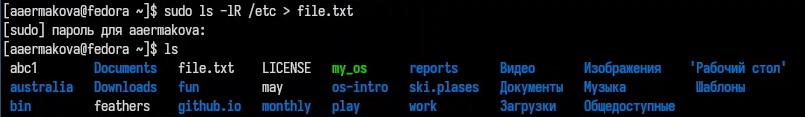 [aaermakova@fedora ~]$ sudo ls -lR /etc > file.txt
[sudo] пароль для aaermakova:
[aaermakova@fedora ~]$ ls
abc1 Documents file.txt LICENSE my_os reports Видео Изображения 'Рабочий стол'
australia Downloads fun may os-intro ski.plases Документы Музыка Шаблоны
bin feathers github.io monthly play work Загрузки Общедоступные